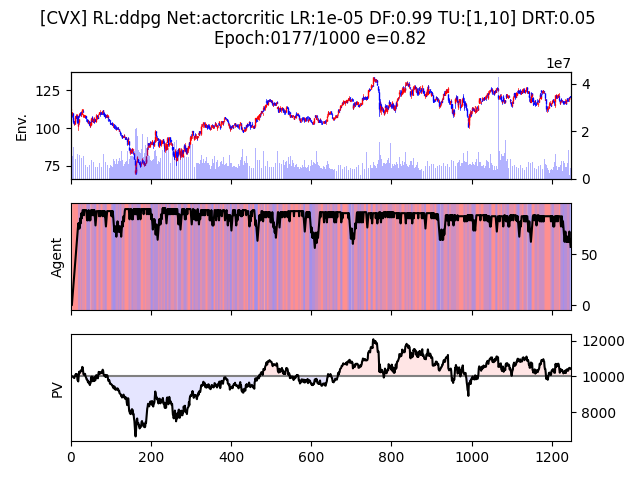 [CVX] RL:ddpg Net:actorcritic LR:1e-05 DF:0.99 TU:[1,10] DRT:0.05
Epoch:0177/1000 e=0.82
1e7
125
100
75
Env.
4
2
0
Agent
50
0
PV
12000
10000
8000
0 200 400 600 800 1000 1200